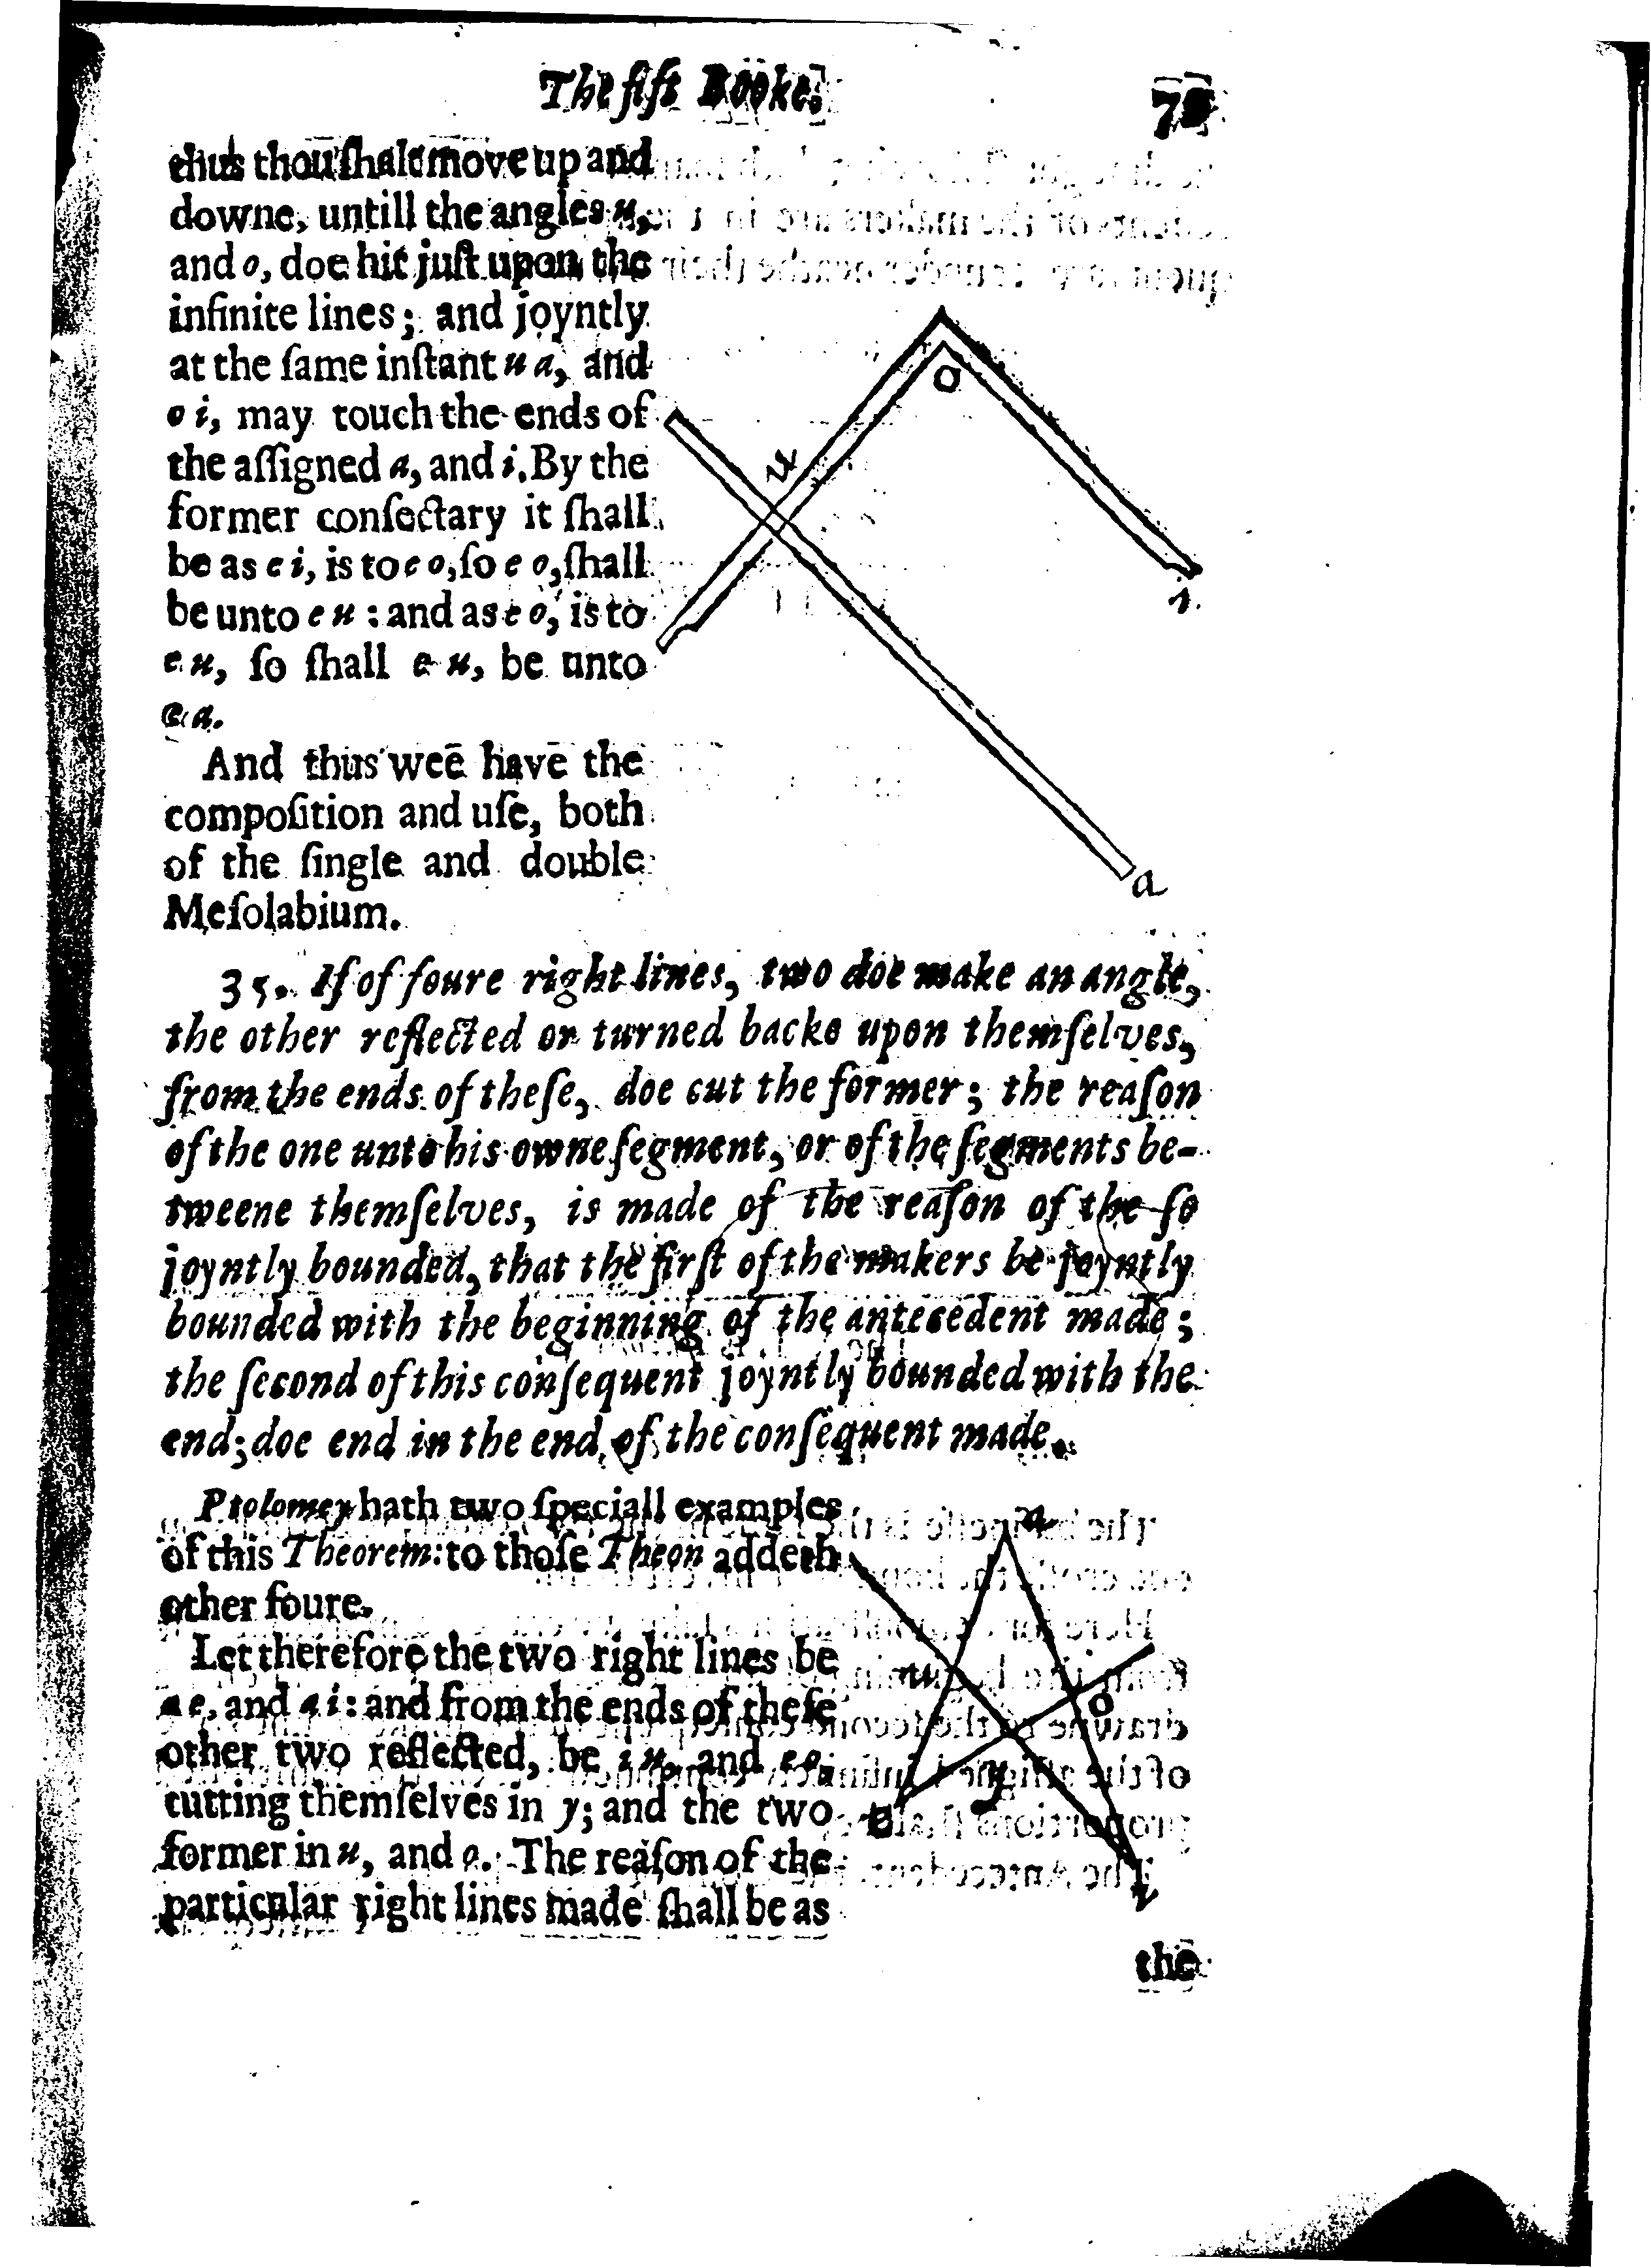 The fift Booke.
thus thou ſhalt move up and
downe, untill the angles u,
and o, doe hit juſt upon the
infinite lines; and joyntly
at the ſame inſtant u a, and
o i, may touch the ends of
the aſſigned a, and i. By the
former conſectary it ſhall
be as e i, is to e o, ſo e o, ſhall
be unto e u: and as e o, is to
e u, ſo ſhall e u, be unto
e a.
And thus weē havē the
compoſition and uſe, both
of the ſingle and double
Meſolabium.
o
u
i.
a
35. If of foure right lines, two doe make an angle,
the other reflected or turned backe upon themſelves,
from the ends of theſe, doe cut the former; the reaſon
of the one unto his owne ſegment, or of the ſegments be-
tweene themſelves, is made of the reaſon of the ſo
joyntly bounded, that the firſt of the makers be joyntly
bounded with the beginning of the antecedent made;
the ſecond of this conſequent joyntly bounded with the
end; doe end in the end of the conſequent made.
Ptolomey hath two ſpeciall examples
of this Theorem: to thoſe Theon addeth
other foure.
Let therefore the two right lines be
a e, and a i: and from the ends of theſe
other two reflected, be i u, and e o,
cutting themſelves in y; and the two
former in u, and o. The reaſon of the
particular right lines made ſhall be as
a
u
o
y
e
i
the